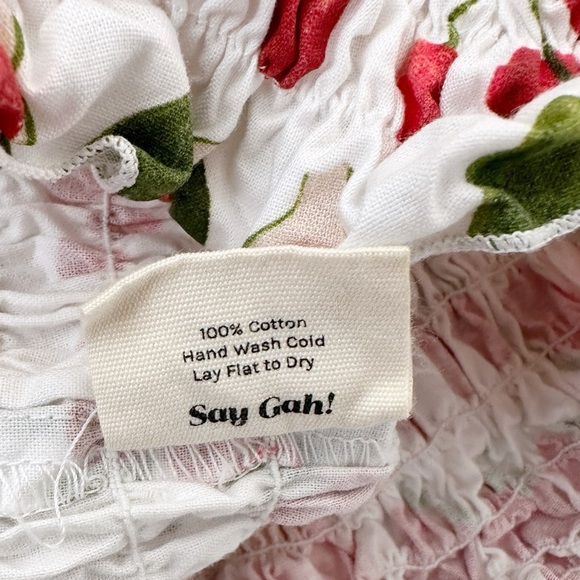 100% Cotton
Hand Wash Cold
Lay Flat to Dry
Say Gah!